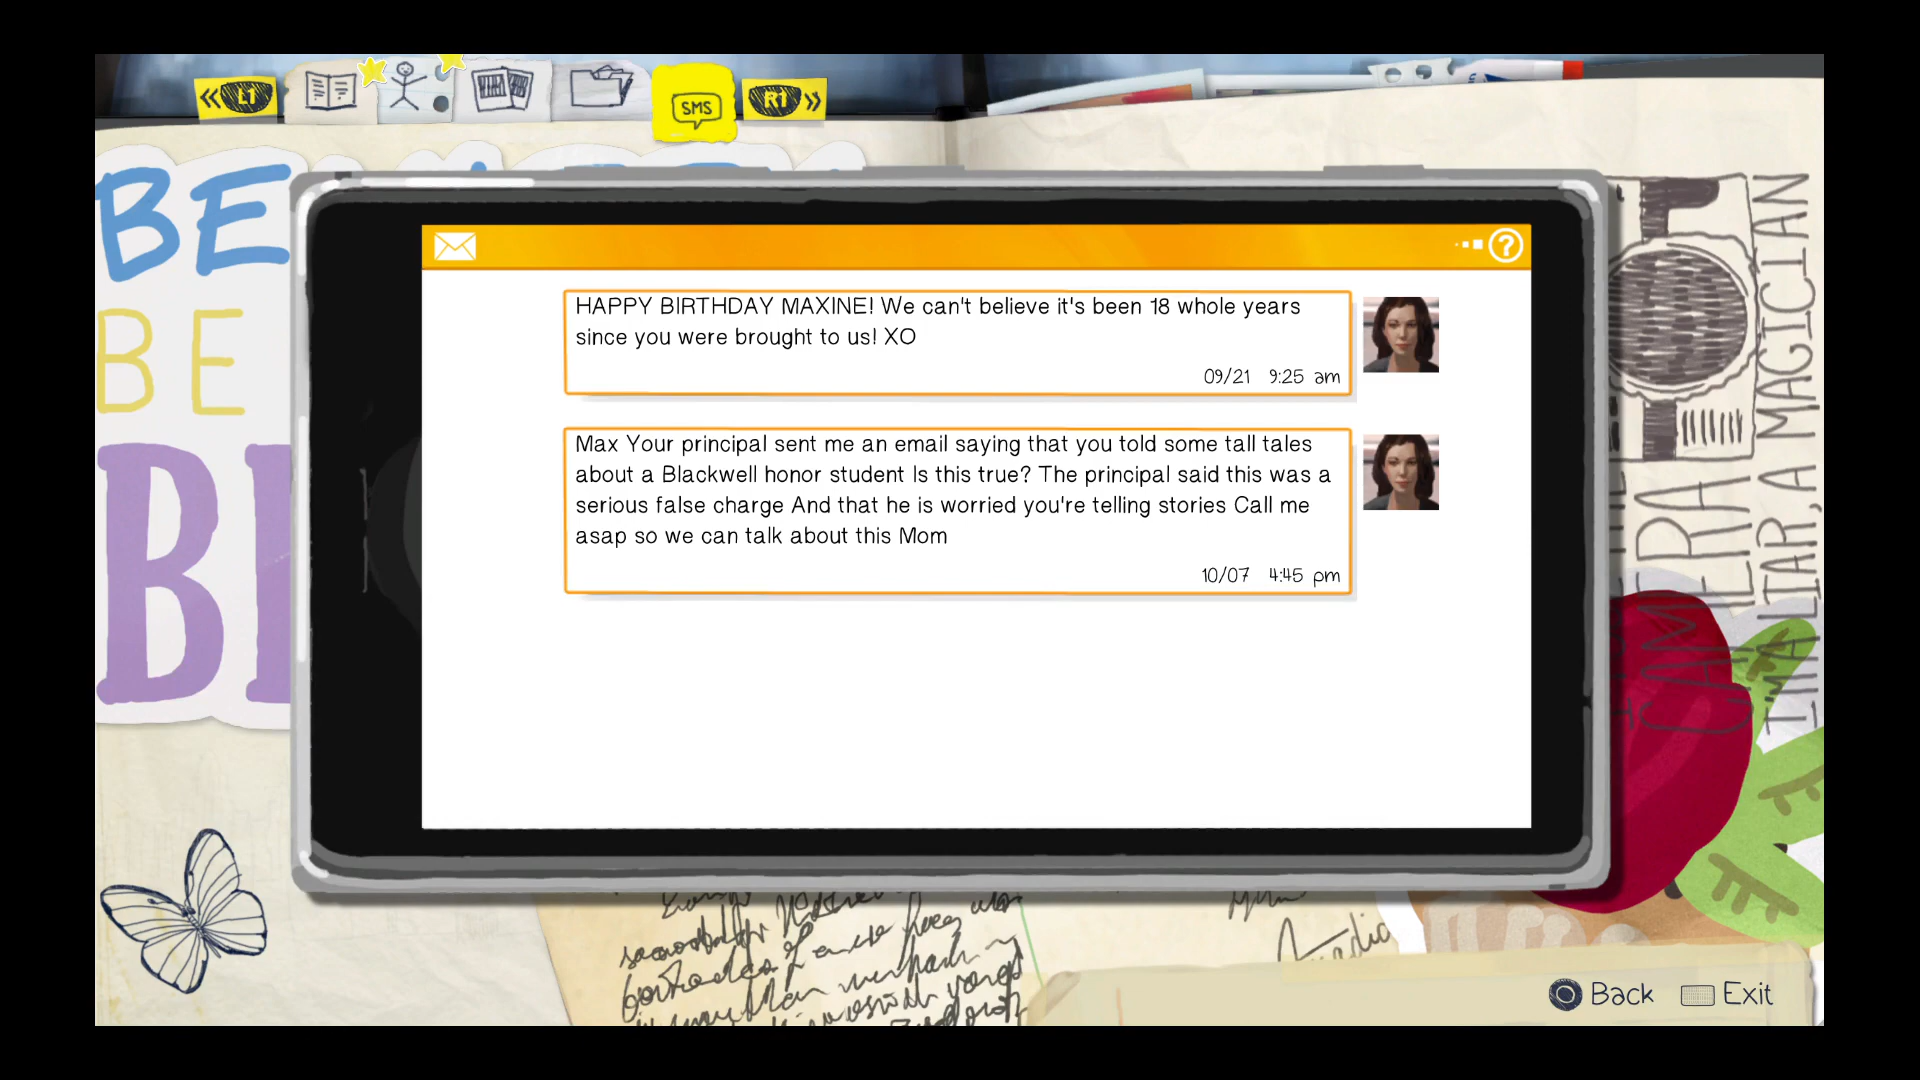 L1
SMS
R1
BE
BE
HAPPY BIRTHDAY MAXINE! We can't believe it's been 18 whole years
since you were brought to us! XO
09/21 9:25 am
Max Your principal sent me an email saying that you told some tall tales
about a Blackwell honor student Is this true? The principal said this was a
serious false charge And that he is worried you're telling stories Call me
asap so we can talk about this Mom
10/07 4:45 pm
CAMERA
LIAR, A MAGICIAN
Back
Exit